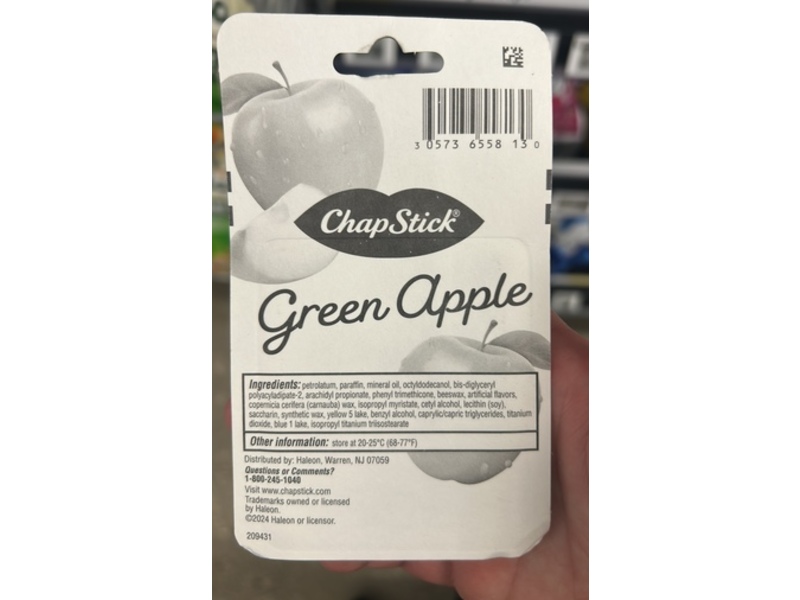 3 0573 6558 13 0
ChapStick®
Green Apple
Ingredients: petrolatum, paraffin, mineral oil, octyldodecanol, bis-diglyceryl
polyacyladipate-2, arachidyl propionate, phenyl trimethicone, beeswax, artificial flavors,
copernicia cerifera (carnauba) wax, isopropyl myristate, cetyl alcohol, lecithin (soy),
saccharin, synthetic wax, yellow 5 lake, benzyl alcohol, caprylic/capric triglycerides, titanium
dioxide, blue 1 lake, isopropyl titanium triisostearate
Other information: store at 20-25°C (68-77°F)
Distributed by: Haleon, Warren, NJ 07059
Questions or Comments?
1-800-245-1040
Visit www.chapstick.com
Trademarks owned or licensed
by Haleon.
©2024 Haleon or licensor.
209431